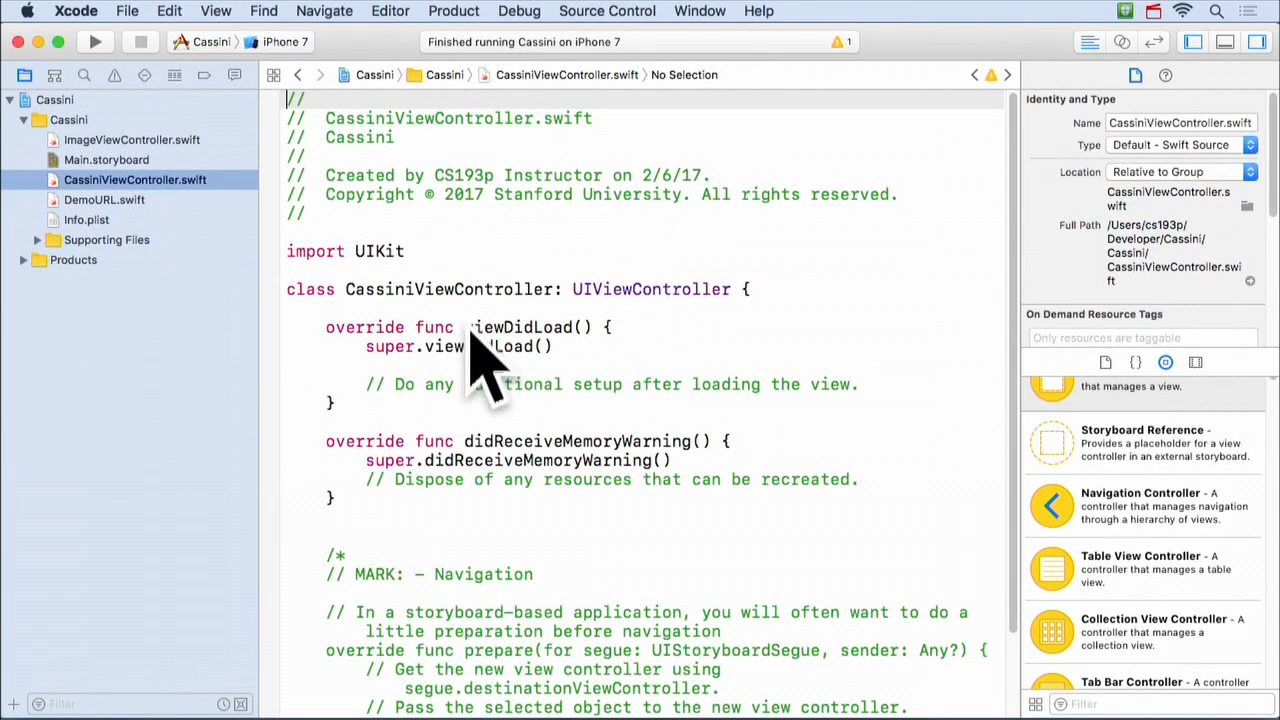 Xcode File Edit View Find Navigate Editor Product Debug Source Control Window Help
Cassini iPhone 7
Finished running Cassini on iPhone 7
1
Cassini Cassini CassiniViewController.swift No Selection
Cassini
Cassini
ImageViewController.swift
Main.storyboard
CassiniViewController.swift
DemoURL.swift
Info.plist
Supporting Files
Products
Filter
//
// CassiniViewController.swift
// Cassini
//
// Created by CS193p Instructor on 2/6/17.
// Copyright © 2017 Stanford University. All rights reserved.
//
import UIKit
class CassiniViewController: UIViewController {
override func viewDidLoad() {
super.viewDidLoad()
// Do any additional setup after loading the view.
}
override func didReceiveMemoryWarning() {
super.didReceiveMemoryWarning()
// Dispose of any resources that can be recreated.
}
/*
// MARK: - Navigation
// In a storyboard-based application, you will often want to do a
little preparation before navigation
override func prepare(for segue: UIStoryboardSegue, sender: Any?) {
// Get the new view controller using
segue.destinationViewController.
// Pass the selected object to the new view controller.
Identity and Type
Name CassiniViewController.swift
Type Default - Swift Source
Location Relative to Group
CassiniViewController.s
wift
Full Path /Users/cs193p/
Developer/Cassini/
Cassini/
CassiniViewController.swi
ft
On Demand Resource Tags
Only resources are taggable
{}
that manages a view.
Storyboard Reference -
Provides a placeholder for a view
controller in an external storyboard.
Navigation Controller - A
controller that manages navigation
through a hierarchy of views.
Table View Controller - A
controller that manages a table
view.
Collection View Controller - A
controller that manages a
collection view.
Tab Bar Controller - A controller
Filter